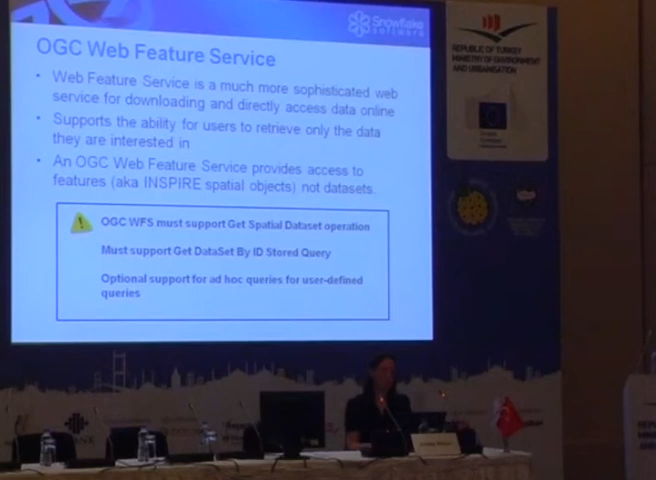 Snowflake
software
OGC Web Feature Service
• Web Feature Service is a much more sophisticated web
service for downloading and directly access data online
• Supports the ability for users to retrieve only the data
they are interested in
• An OGC Web Feature Service provides access to
features (aka INSPIRE spatial objects) not datasets.
OGC WFS must support Get Spatial Dataset operation
Must support Get DataSet By ID Stored Query
Optional support for ad hoc queries for user-defined
queries
REPUBLIC OF TURKEY
MINISTRY OF ENVIRONMENT
AND URBANISATION